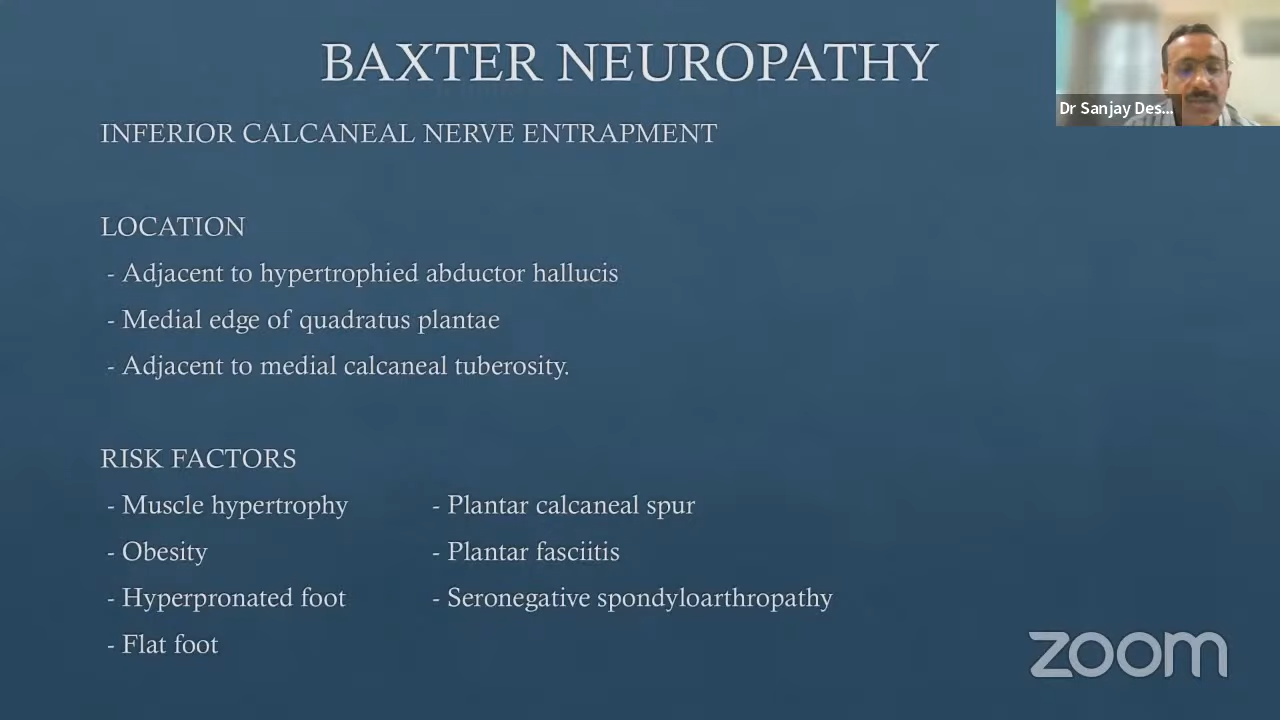 BAXTER NEUROPATHY
Dr Sanjay Des...
INFERIOR CALCANEAL NERVE ENTRAPMENT
LOCATION
- Adjacent to hypertrophied abductor hallucis
- Medial edge of quadratus plantae
- Adjacent to medial calcaneal tuberosity.
RISK FACTORS
- Muscle hypertrophy
- Obesity
- Hyperpronated foot
- Flat foot
- Plantar calcaneal spur
- Plantar fasciitis
- Seronegative spondyloarthropathy
zoom